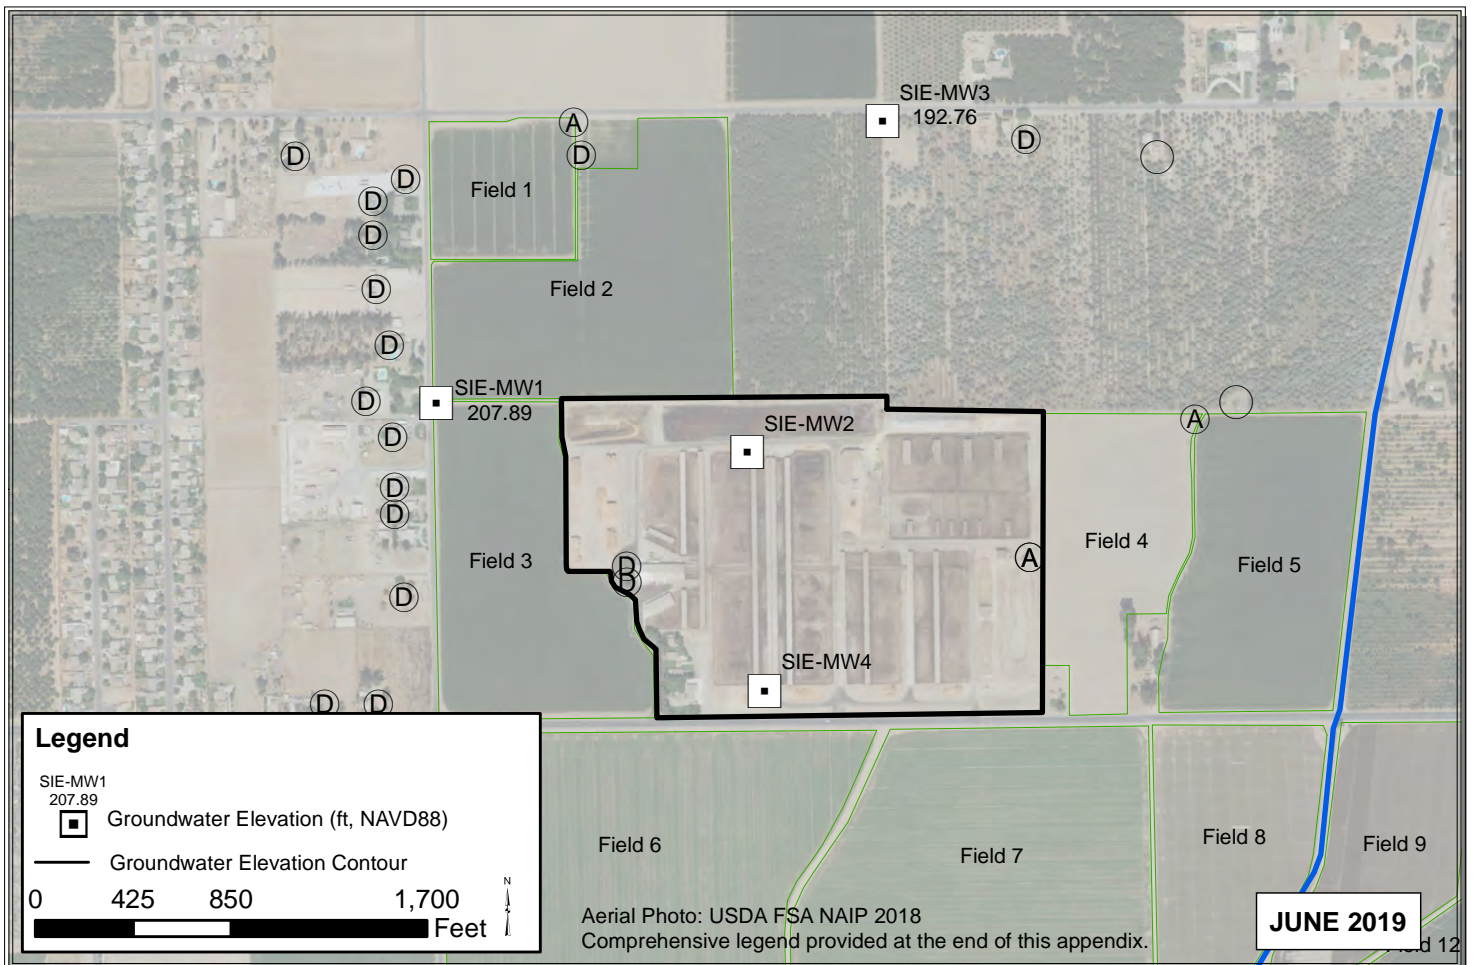 SIE-MW3
192.76
A
D
D
D
D
D
Field 1
D
D
Field 2
D
SIE-MW1
207.89
D
D
SIE-MW2
A
D
D
Field 3
D
D
D
A
Field 4
Field 5
SIE-MW4
D
D
Legend
SIE-MW1
207.89
Groundwater Elevation (ft, NAVD88)
Groundwater Elevation Contour
0 425 850 1,700
Feet
N
Field 6
Field 7
Field 8
Field 9
Aerial Photo: USDA FSA NAIP 2018
Comprehensive legend provided at the end of this appendix.
JUNE 2019
d 12